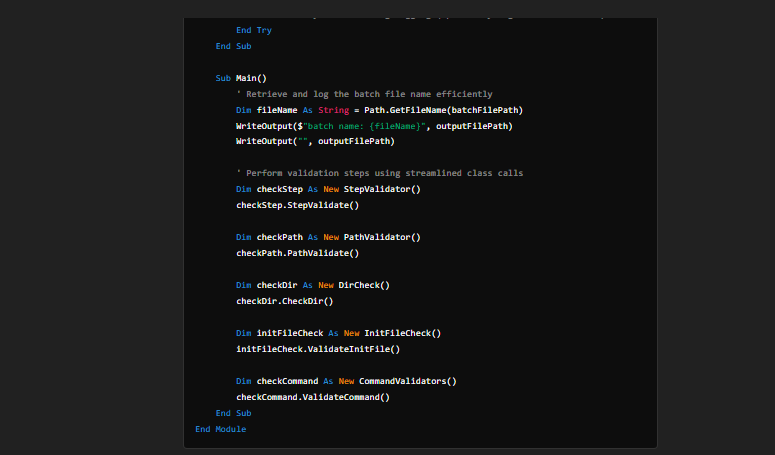 End Try
End Sub
Sub Main()
' Retrieve and log the batch file name efficiently
Dim fileName As String = Path.GetFileName(batchFilePath)
WriteOutput($"batch name: {fileName}", outputFilePath)
WriteOutput("", outputFilePath)
' Perform validation steps using streamlined class calls
Dim checkStep As New StepValidator()
checkStep.StepValidate()
Dim checkPath As New PathValidator()
checkPath.PathValidate()
Dim checkDir As New DirCheck()
checkDir.CheckDir()
Dim initFileCheck As New InitFileCheck()
initFileCheck.ValidateInitFile()
Dim checkCommand As New CommandValidators()
checkCommand.ValidateCommand()
End Sub
End Module